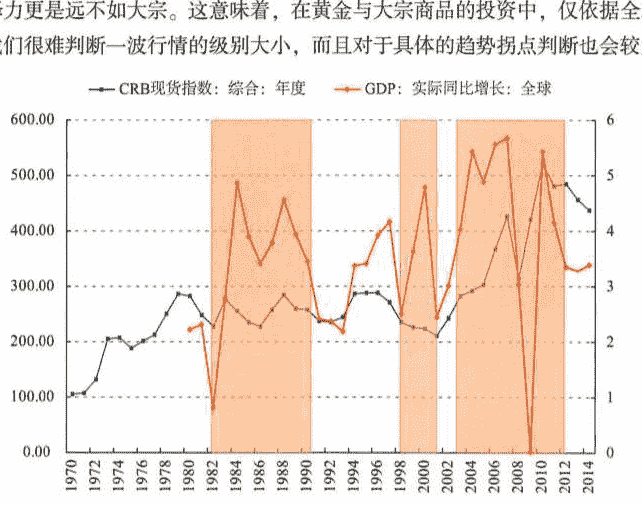 力更是远不如大宗。这意味着，在黄金与大宗商品的投资中，仅依据全
们很难判断一波行情的级别大小，而且对于具体的趋势拐点判断也会较
CRB现货指数：综合：年度 GDP：实际同比增长：全球
600.00 6
500.00 5
400.00 4
300.00 3
200.00 2
100.00 1
0.00 0
1970 1972 1974 1976 1978 1980 1982 1984 1986 1988 1990 1992 1994 1996 1998 2000 2002 2004 2006 2008 2010 2012 2014